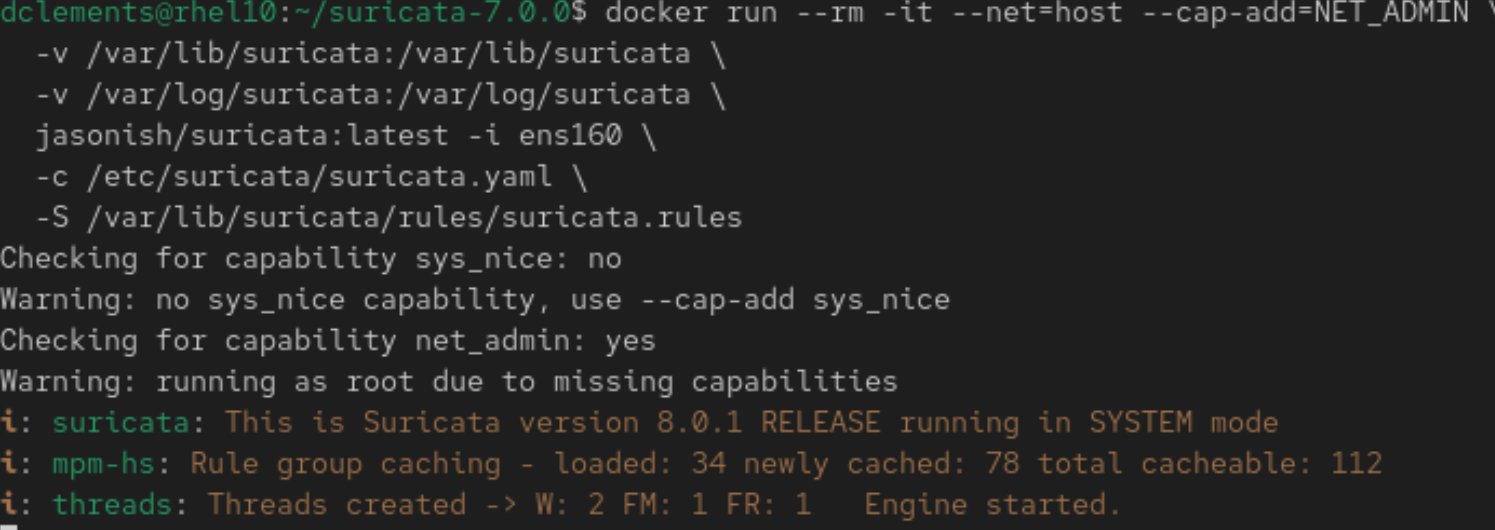 dclements@rhel10:~/suricata-7.0.0$ docker run --rm -it --net=host --cap-add=NET_ADMIN \
-v /var/lib/suricata:/var/lib/suricata \
-v /var/log/suricata:/var/log/suricata \
jasonish/suricata:latest -i ens160 \
-c /etc/suricata/suricata.yaml \
-S /var/lib/suricata/rules/suricata.rules
Checking for capability sys_nice: no
Warning: no sys_nice capability, use --cap-add sys_nice
Checking for capability net_admin: yes
Warning: running as root due to missing capabilities
i: suricata: This is Suricata version 8.0.1 RELEASE running in SYSTEM mode
i: mpm-hs: Rule group caching - loaded: 34 newly cached: 78 total cacheable: 112
i: threads: Threads created -> W: 2 FM: 1 FR: 1   Engine started.